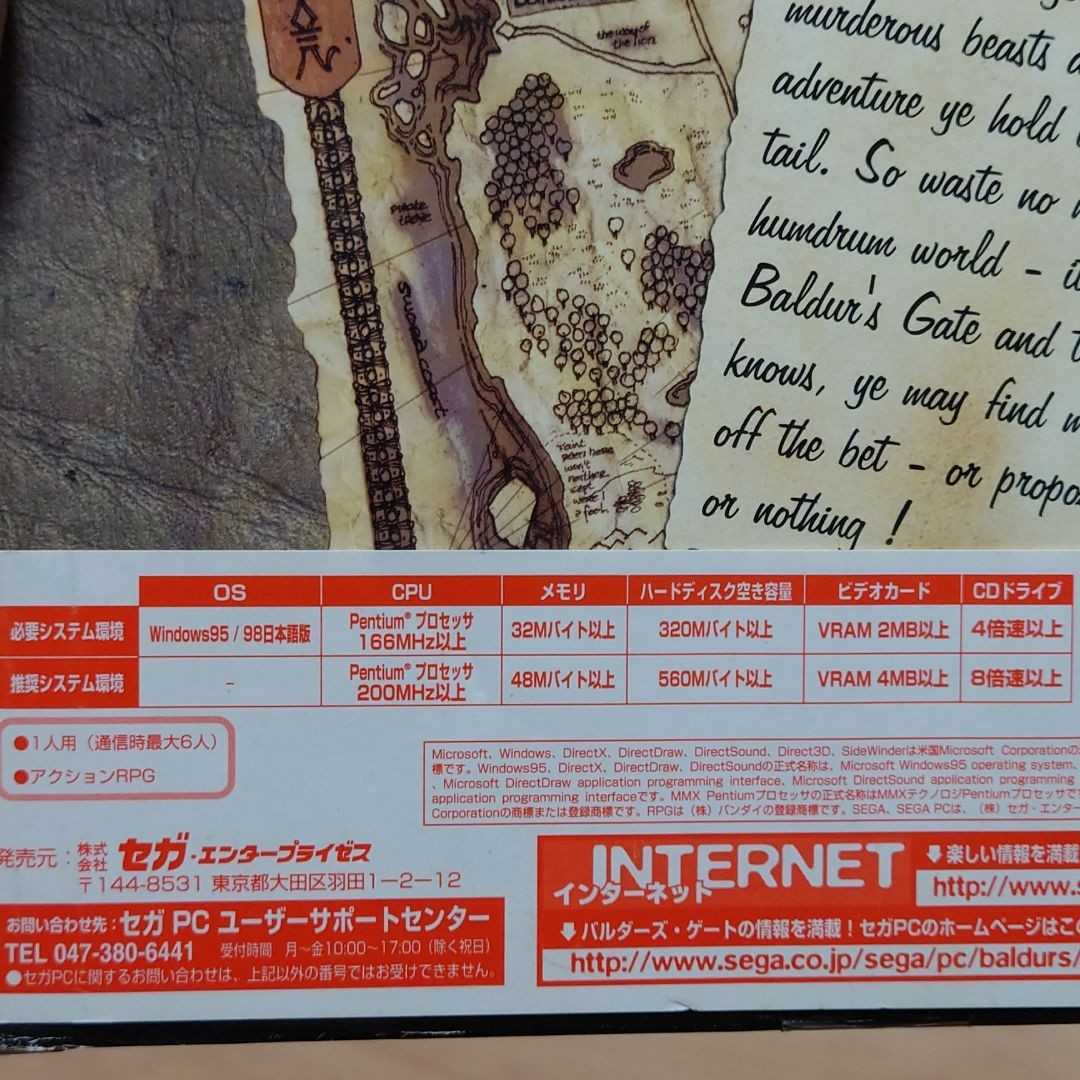 the way of
the lion
murderous beasts
adventure ye hold
tail. So waste no
humdrum world - it
Baldur's Gate and
knows, ye may find
off the bet - or
or nothing !
SWORD COAST
OS CPU メモリ ハードディスク空き容量 ビデオカード CDドライブ
必要システム環境 Windows95 / 98日本語版 Pentium® プロセッサ 166MHz以上 32Mバイト以上 320Mバイト以上 VRAM 2MB以上 4倍速以上
推奨システム環境 - Pentium® プロセッサ 200MHz以上 48Mバイト以上 560Mバイト以上 VRAM 4MB以上 8倍速以上
●1人用（通信時最大6人）
●アクションRPG
Microsoft、Windows、DirectX、DirectDraw、DirectSound、Direct3D、SideWinderは米国Microsoft Corporationの
標です。Windows95、DirectX、DirectDraw、DirectSoundの正式名称は、Microsoft Windows95 operating system、
、Microsoft DirectDraw application programming interface、Microsoft DirectSound application programming
application programming interfaceです。MMX Pentiumプロセッサの正式名称はMMXテクノロジPentiumプロセッサで
Corporationの商標または登録商標です。RPGは（株）バンダイの登録商標です。SEGA、SEGA PCは、（株）セガ・エンター
発売元：株式会社 セガ・エンタープライゼス
〒144-8531 東京都大田区羽田1-2-12
お問い合わせ先：セガ PC ユーザーサポートセンター
TEL 047-380-6441 受付時間 月～金10:00～17:00（除く祝日）
●セガPCに関するお問い合わせは、上記以外の番号ではお受けできません。
INTERNET
インターネット
↓楽しい情報を満載
http://www.s
↓バルダーズ・ゲートの情報を満載！セガPCのホームページはこ
http://www.sega.co.jp/sega/pc/baldurs/